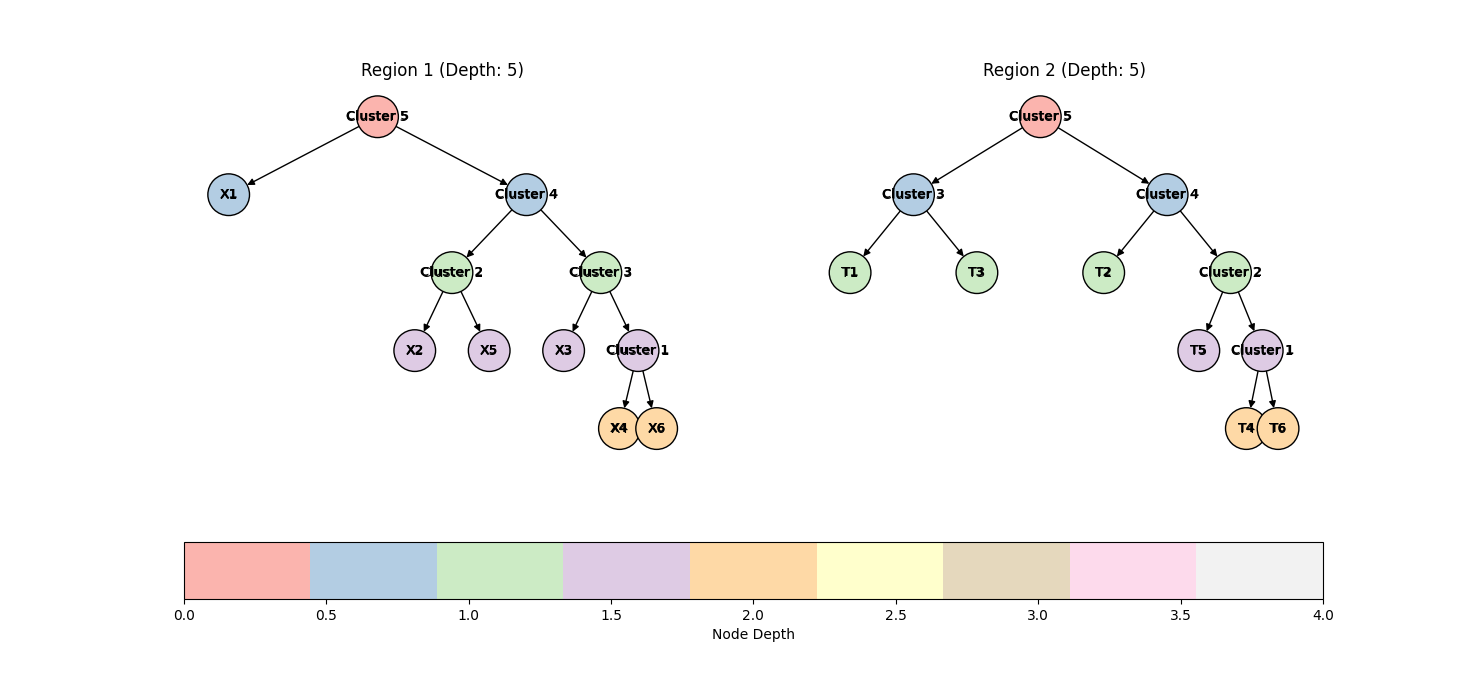 Region 1 (Depth: 5)
Cluster 5
X1
Cluster 4
Cluster 2
Cluster 3
X2
X5
X3
Cluster 1
X4
X6
Region 2 (Depth: 5)
Cluster 5
Cluster 3
Cluster 4
T1
T3
T2
Cluster 2
T5
Cluster 1
T4
T6
0.0
0.5
1.0
1.5
2.0
2.5
3.0
3.5
4.0
Node Depth